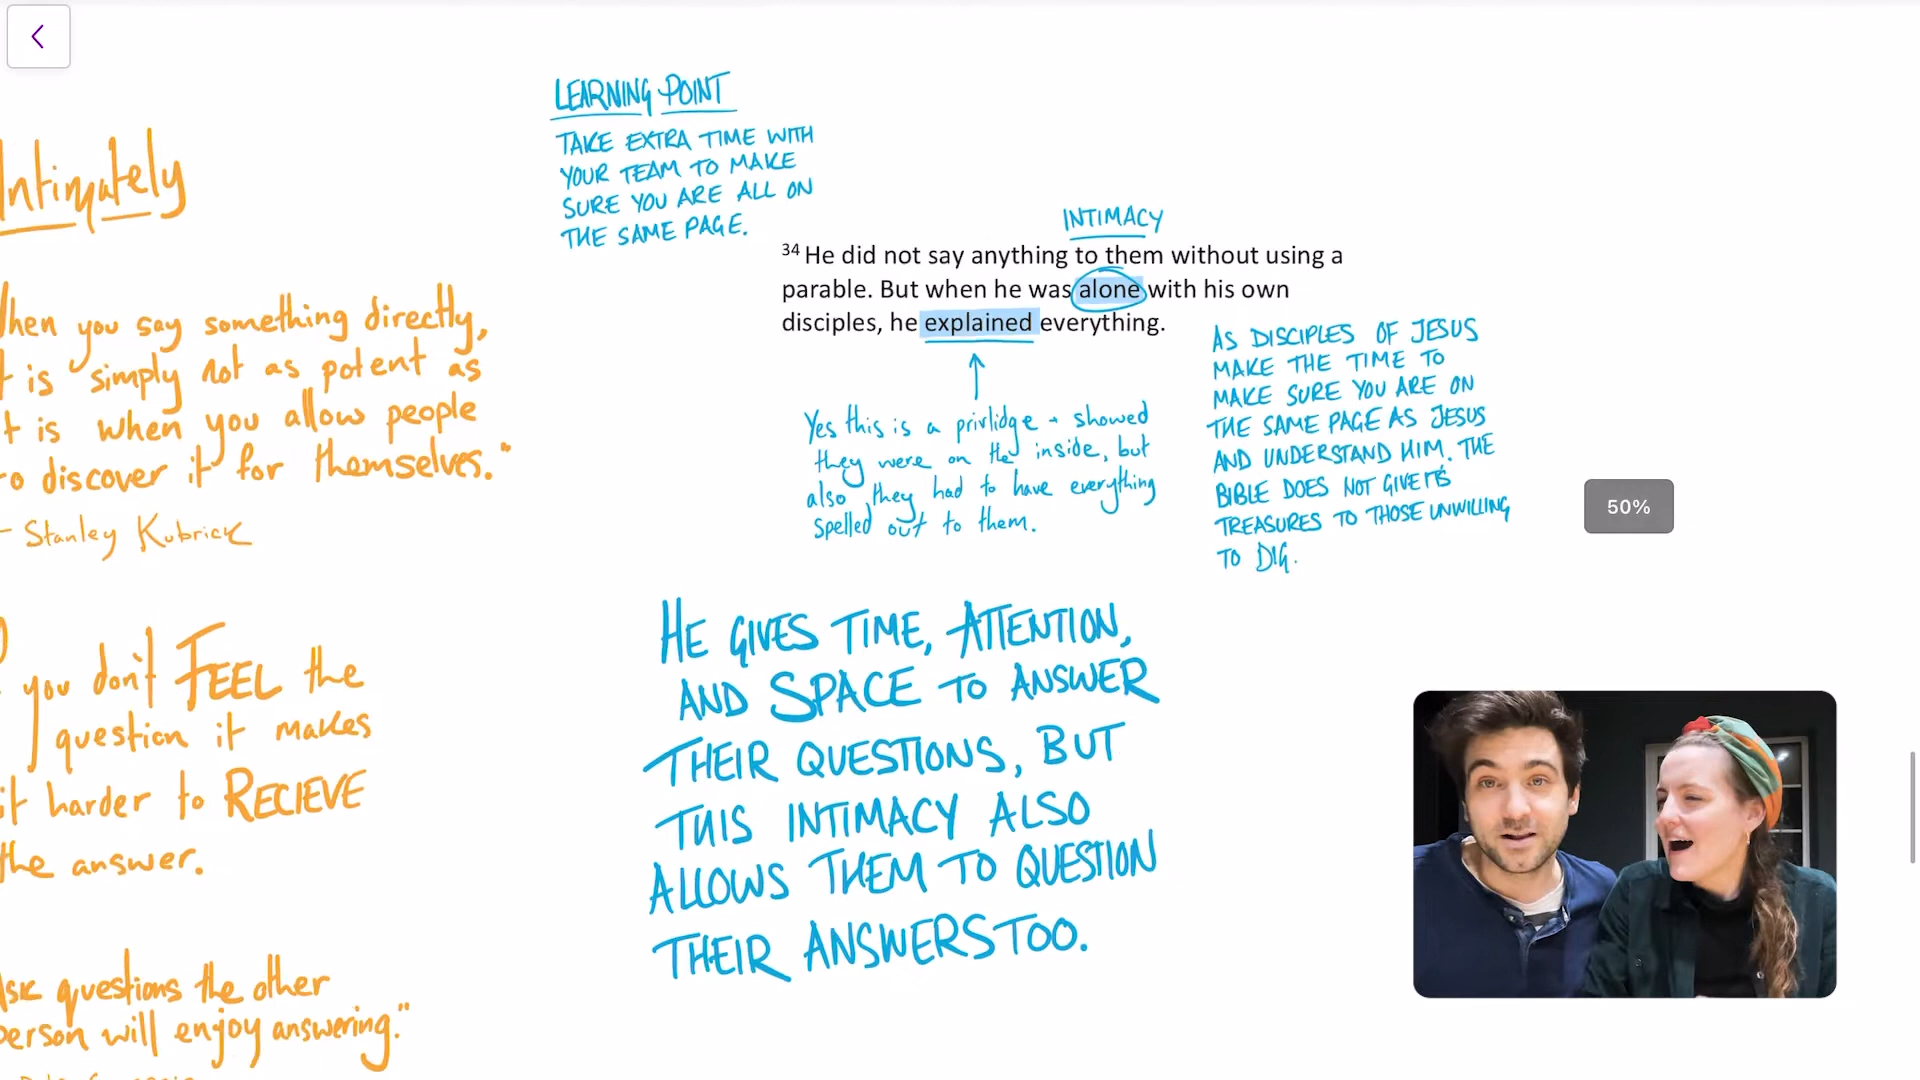 Intimately
When you say something directly,
it is simply not as potent as
it is when you allow people
to discover it for themselves."
- Stanley Kubrick
you don't FEEL the
question it makes
it harder to RECIEVE
the answer.
Ask questions the other
person will enjoy answering."
LEARNING POINT
TAKE EXTRA TIME WITH
YOUR TEAM TO MAKE
SURE YOU ARE ALL ON
THE SAME PAGE.
INTIMACY
34 He did not say anything to them without using a
parable. But when he was alone with his own
disciples, he explained everything.
Yes this is a privlidge + showed
they were on the inside, but
also they had to have everything
spelled out to them.
AS DISCIPLES OF JESUS
MAKE THE TIME TO
MAKE SURE YOU ARE ON
THE SAME PAGE AS JESUS
AND UNDERSTAND HIM. THE
BIBLE DOES NOT GIVE ITS
TREASURES TO THOSE UNWILLING
TO DIG.
HE GIVES TIME, ATTENTION,
AND SPACE TO ANSWER
THEIR QUESTIONS, BUT
THIS INTIMACY ALSO
ALLOWS THEM TO QUESTION
THEIR ANSWERS TOO.
50%